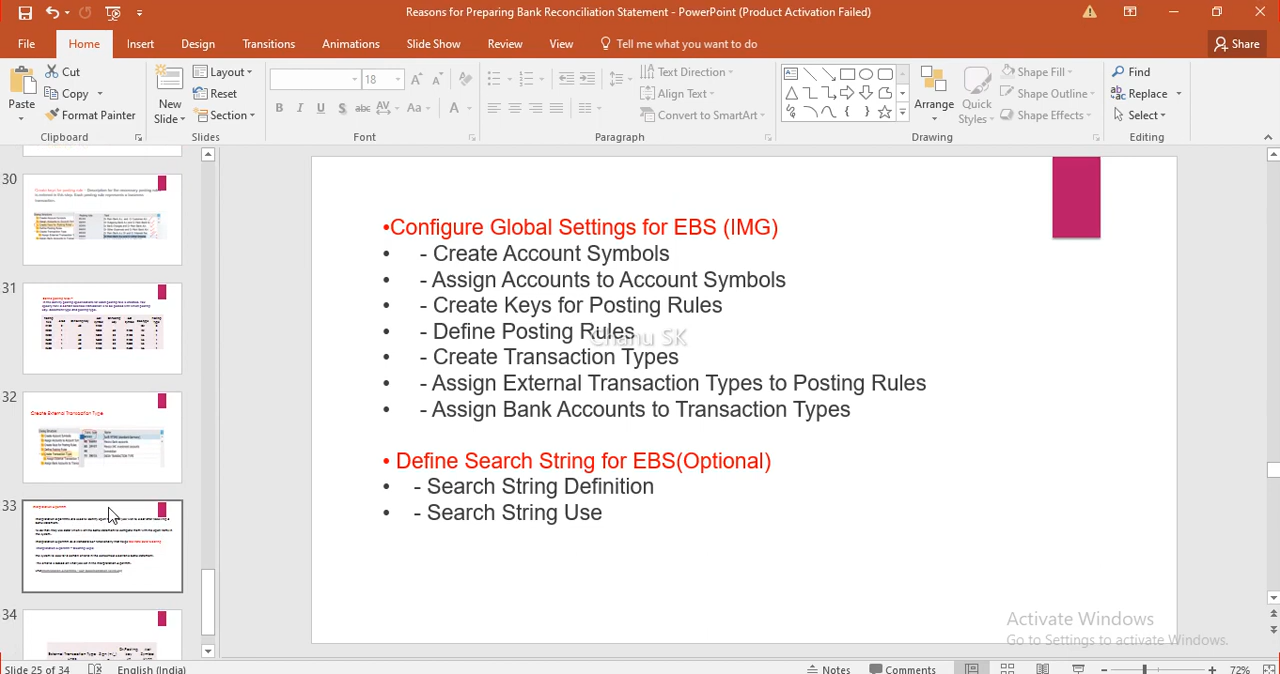 Reasons for Preparing Bank Reconciliation Statement - PowerPoint (Product Activation Failed)
File Home Insert Design Transitions Animations Slide Show Review View Tell me what you want to do Share
Cut
Copy
Format Painter
Paste
Clipboard
New Slide
Layout
Reset
Section
Slides
18
Font
Text Direction
Align Text
Convert to SmartArt
Paragraph
Arrange
Quick Styles
Shape Fill
Shape Outline
Shape Effects
Drawing
Find
Replace
Select
Editing
30
31
32
Create External Transaction Type
33
34
•Configure Global Settings for EBS (IMG)
• - Create Account Symbols
• - Assign Accounts to Account Symbols
• - Create Keys for Posting Rules
• - Define Posting Rules
• - Create Transaction Types
• - Assign External Transaction Types to Posting Rules
• - Assign Bank Accounts to Transaction Types
• Define Search String for EBS(Optional)
• - Search String Definition
• - Search String Use
Chanu SK
Activate Windows
Go to Settings to activate Windows.
Slide 25 of 34 English (India) Notes Comments 72%